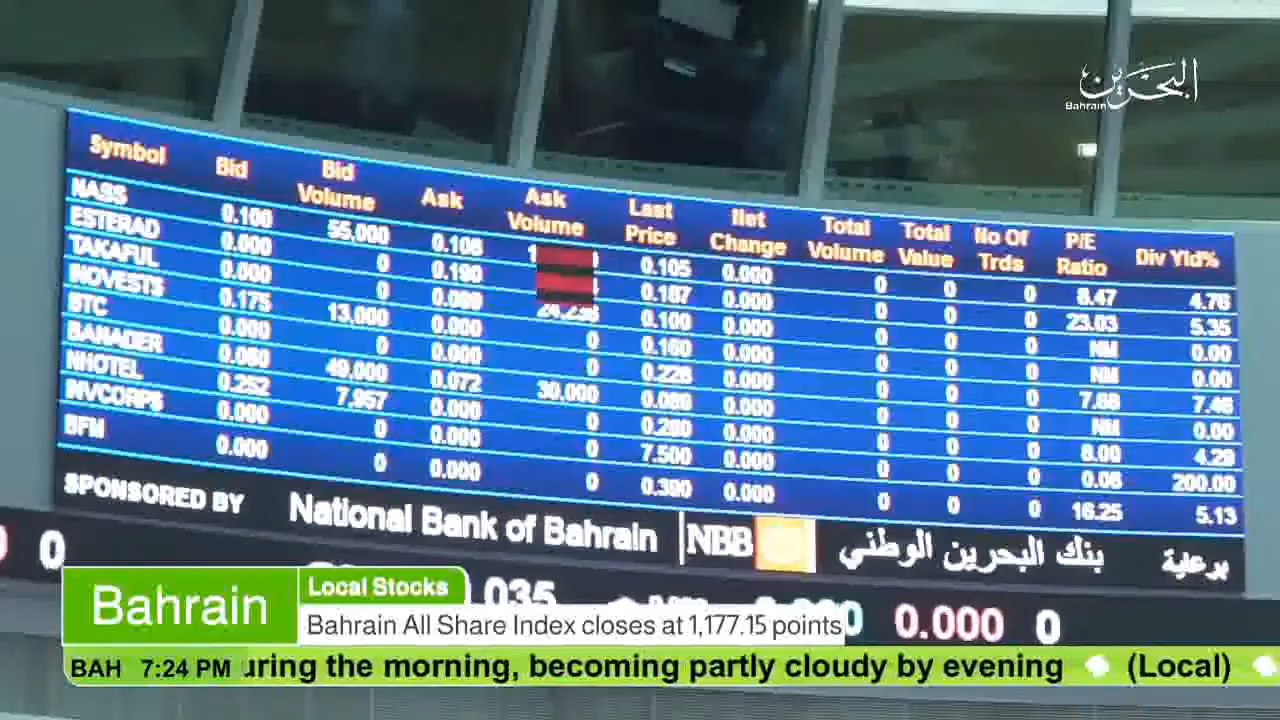 البحرين
Bahrain
Symbol Bid Bid Volume Ask Ask Volume Last Price Net Change Total Volume Total Value No Of Trds P/E Ratio Div Yld%
NASS 0.100 55,000 0.108 0.105 0.000 0 0 0 8.47 4.76
ESTERAD 0.000 0 0.190 0.187 0.000 0 0 0 23.03 5.35
TAKAFUL 0.000 0 0.100 0.000 0 0 0 NM 0.00
INOVESTS 0.175 13,000 0.000 0 0.160 0.000 0 0 0 NM 0.00
BTC 0.000 0 0.000 0 0.226 0.000 0 0 0 7.68 7.46
BANADER 0.060 49,000 0.072 30,000 0.000 0 0 0 NM 0.00
NHOTEL 0.252 7,957 0.000 0 0.280 0.000 0 0 0 8.00 4.29
INVCORPS 0.000 0 0.000 0 7.500 0.000 0 0 0 0.06 200.00
BFM 0.000 0 0.000 0 0.390 0.000 0 0 0 16.25 5.13
SPONSORED BY National Bank of Bahrain NBB بنك البحرين الوطني برعاية
0 .035 0.000 0
Bahrain
Local Stocks
Bahrain All Share Index closes at 1,177.15 points
BAH 7:24 PM uring the morning, becoming partly cloudy by evening (Local)